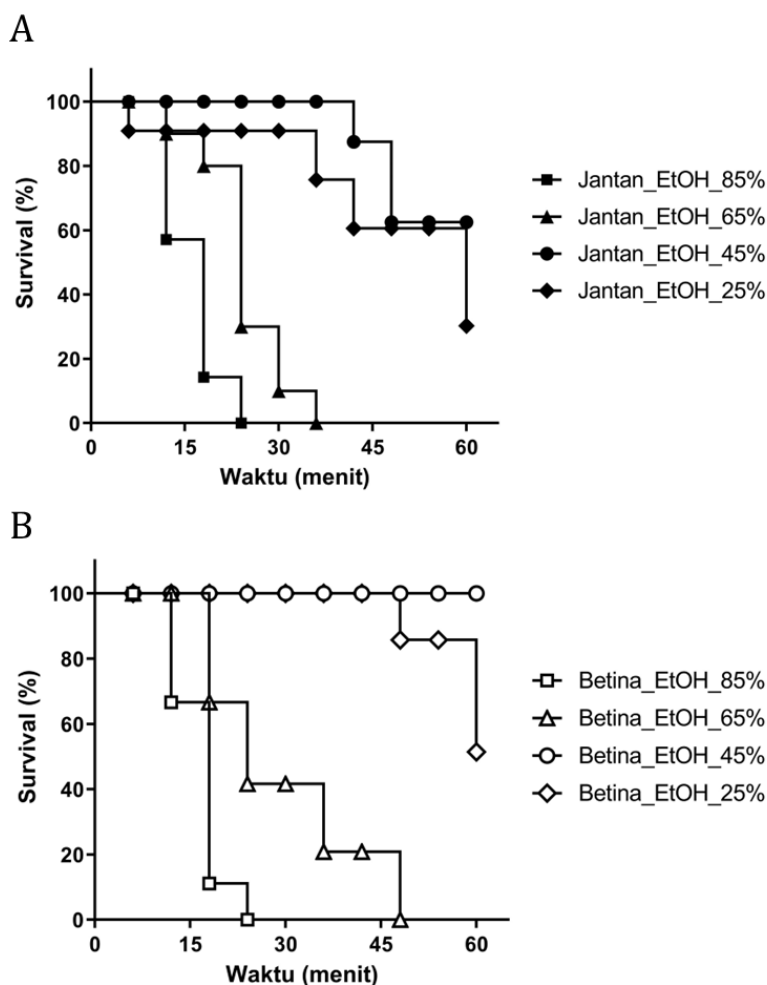 A
Survival (%)
100
80
60
40
20
0
0 15 30 45 60
Waktu (menit)
Jantan_EtOH_85%
Jantan_EtOH_65%
Jantan_EtOH_45%
Jantan_EtOH_25%
B
Survival (%)
100
80
60
40
20
0
0 15 30 45 60
Waktu (menit)
Betina_EtOH_85%
Betina_EtOH_65%
Betina_EtOH_45%
Betina_EtOH_25%